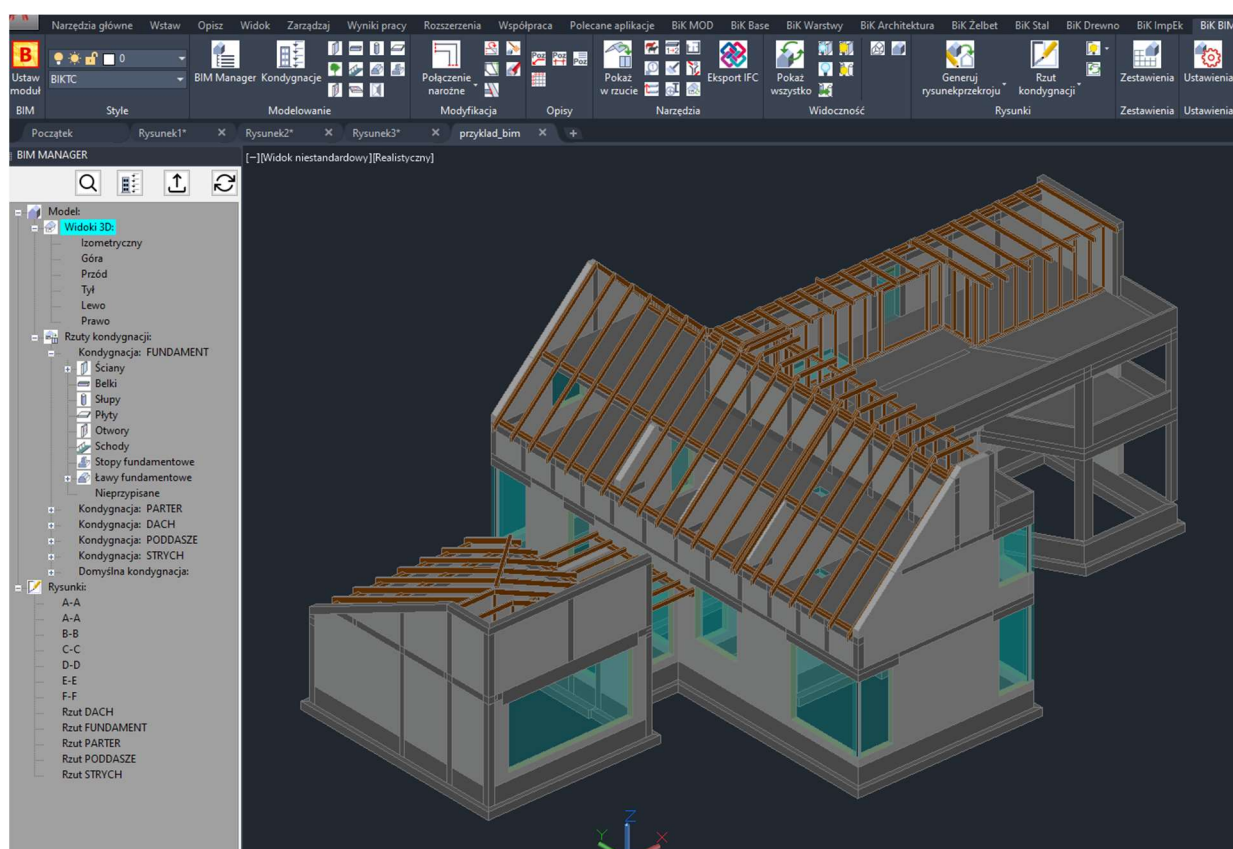 Narzędzia główne Wstaw Opisz Widok Zarządzaj Wyniki pracy Rozszerzenia Współpraca Polecane aplikacje BiK MOD BiK Base BiK Warstwy BiK Architektura BiK Żelbet BiK Stal BiK Drewno BiK ImpEk BiK BIM
B 0 Poz Poz Poz
BIKTC
Ustaw moduł BIM Manager Kondygnacje Połączenie narożne Pokaż w rzucie Eksport IFC Pokaż wszystko Generuj rysunekprzekroju Rzut kondygnacji Zestawienia Ustawienia
BIM Style Modelowanie Modyfikacja Opisy Narzędzia Widoczność Rysunki Zestawienia Ustawienia
Początek Rysunek1* Rysunek2* Rysunek3* przyklad_bim
BIM MANAGER
[−][Widok niestandardowy][Realistyczny]
Model:
Widoki 3D:
Izometryczny
Góra
Przód
Tył
Lewo
Prawo
Rzuty kondygnacji:
Kondygnacja: FUNDAMENT
Ściany
Belki
Słupy
Płyty
Otwory
Schody
Stopy fundamentowe
Ławy fundamentowe
Nieprzypisane
Kondygnacja: PARTER
Kondygnacja: DACH
Kondygnacja: PODDASZE
Kondygnacja: STRYCH
Domyślna kondygnacja:
Rysunki:
A-A
A-A
B-B
C-C
D-D
E-E
F-F
Rzut DACH
Rzut FUNDAMENT
Rzut PARTER
Rzut PODDASZE
Rzut STRYCH
Z
Y X